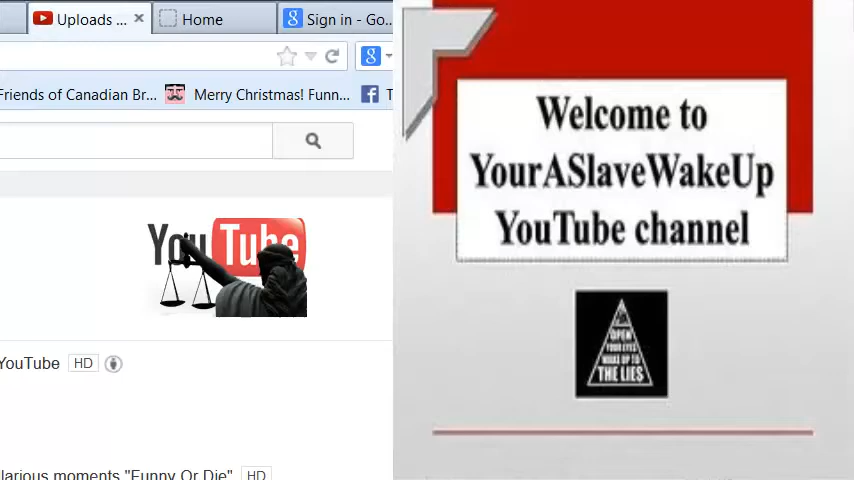 Uploads ...
Home
Sign in - Go...
Friends of Canadian Br...
Merry Christmas! Funn...
T
YouTube
YouTube HD
larious moments "Funny Or Die" HD
Welcome to
YourASlaveWakeUp
YouTube channel
OPEN
YOUR EYES
WAKE UP TO
THE LIES